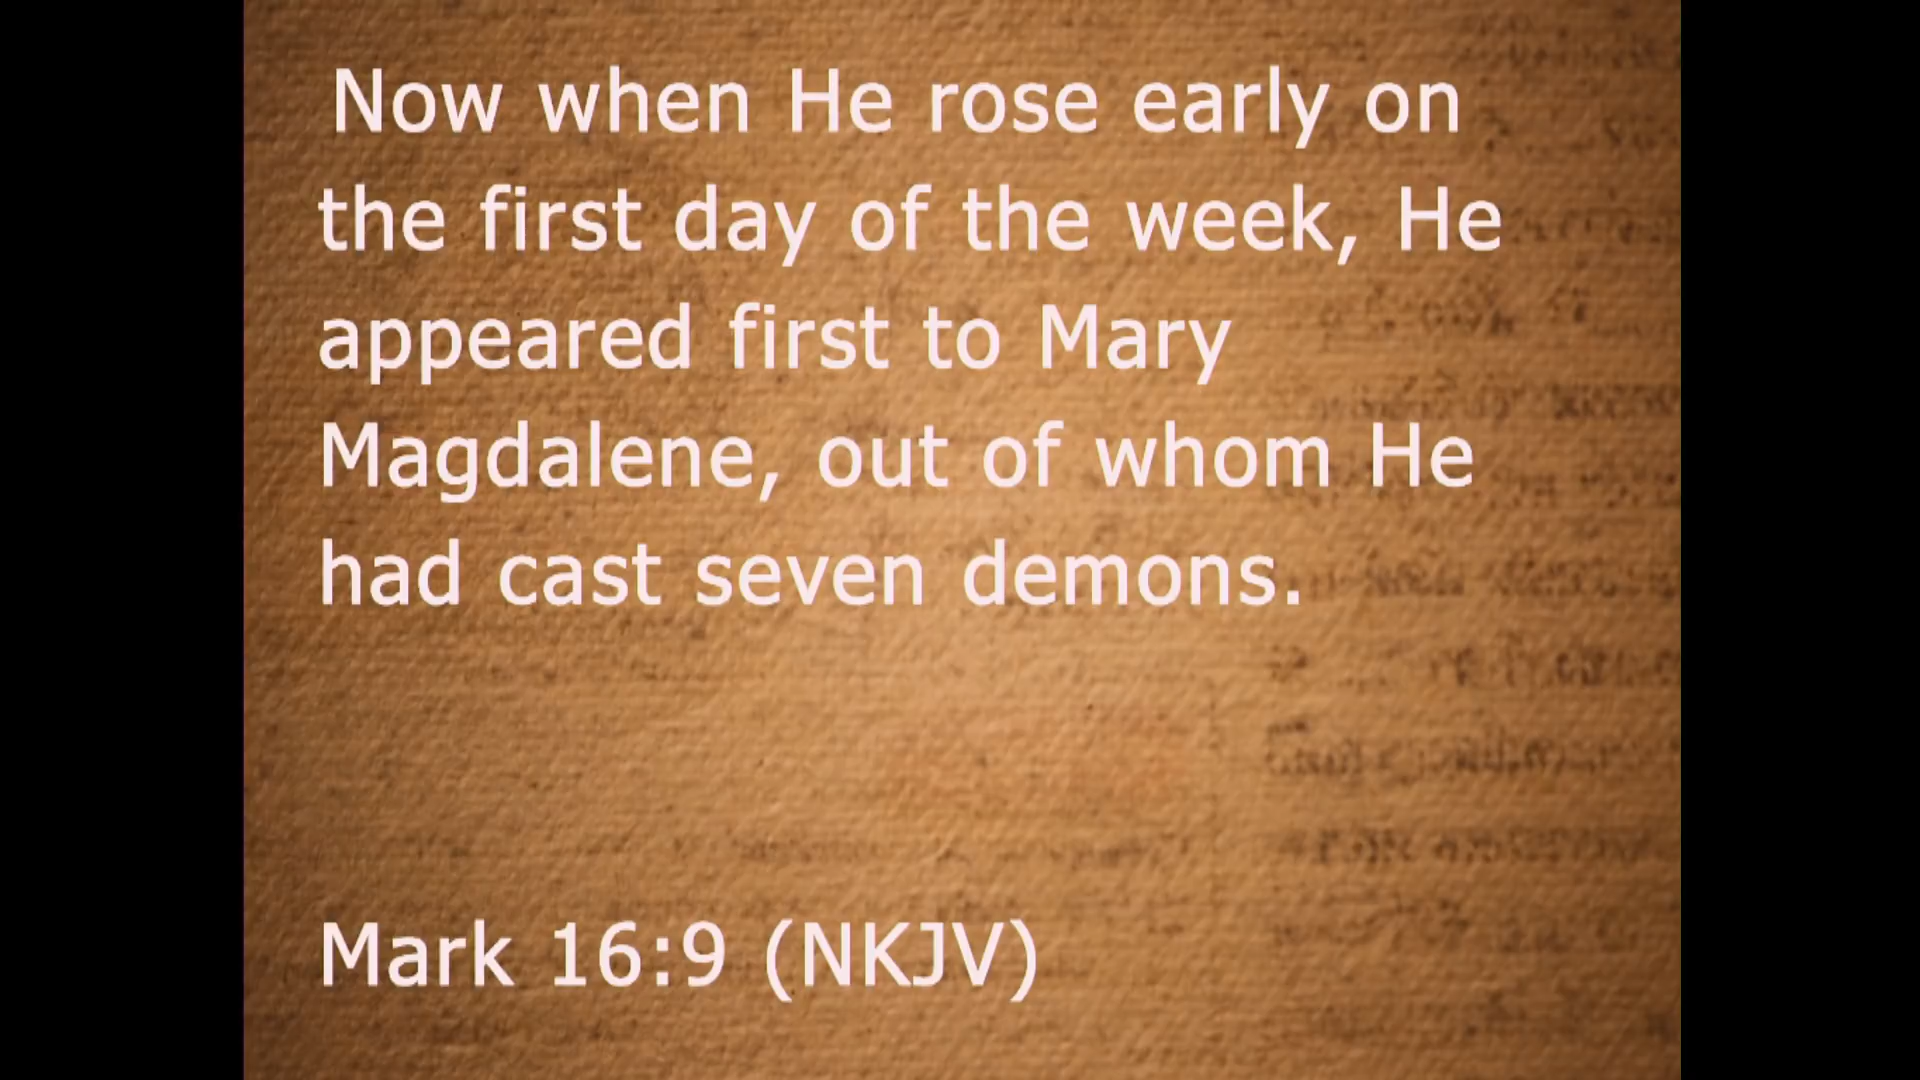 Now when He rose early on
the first day of the week, He
appeared first to Mary
Magdalene, out of whom He
had cast seven demons.
Mark 16:9 (NKJV)